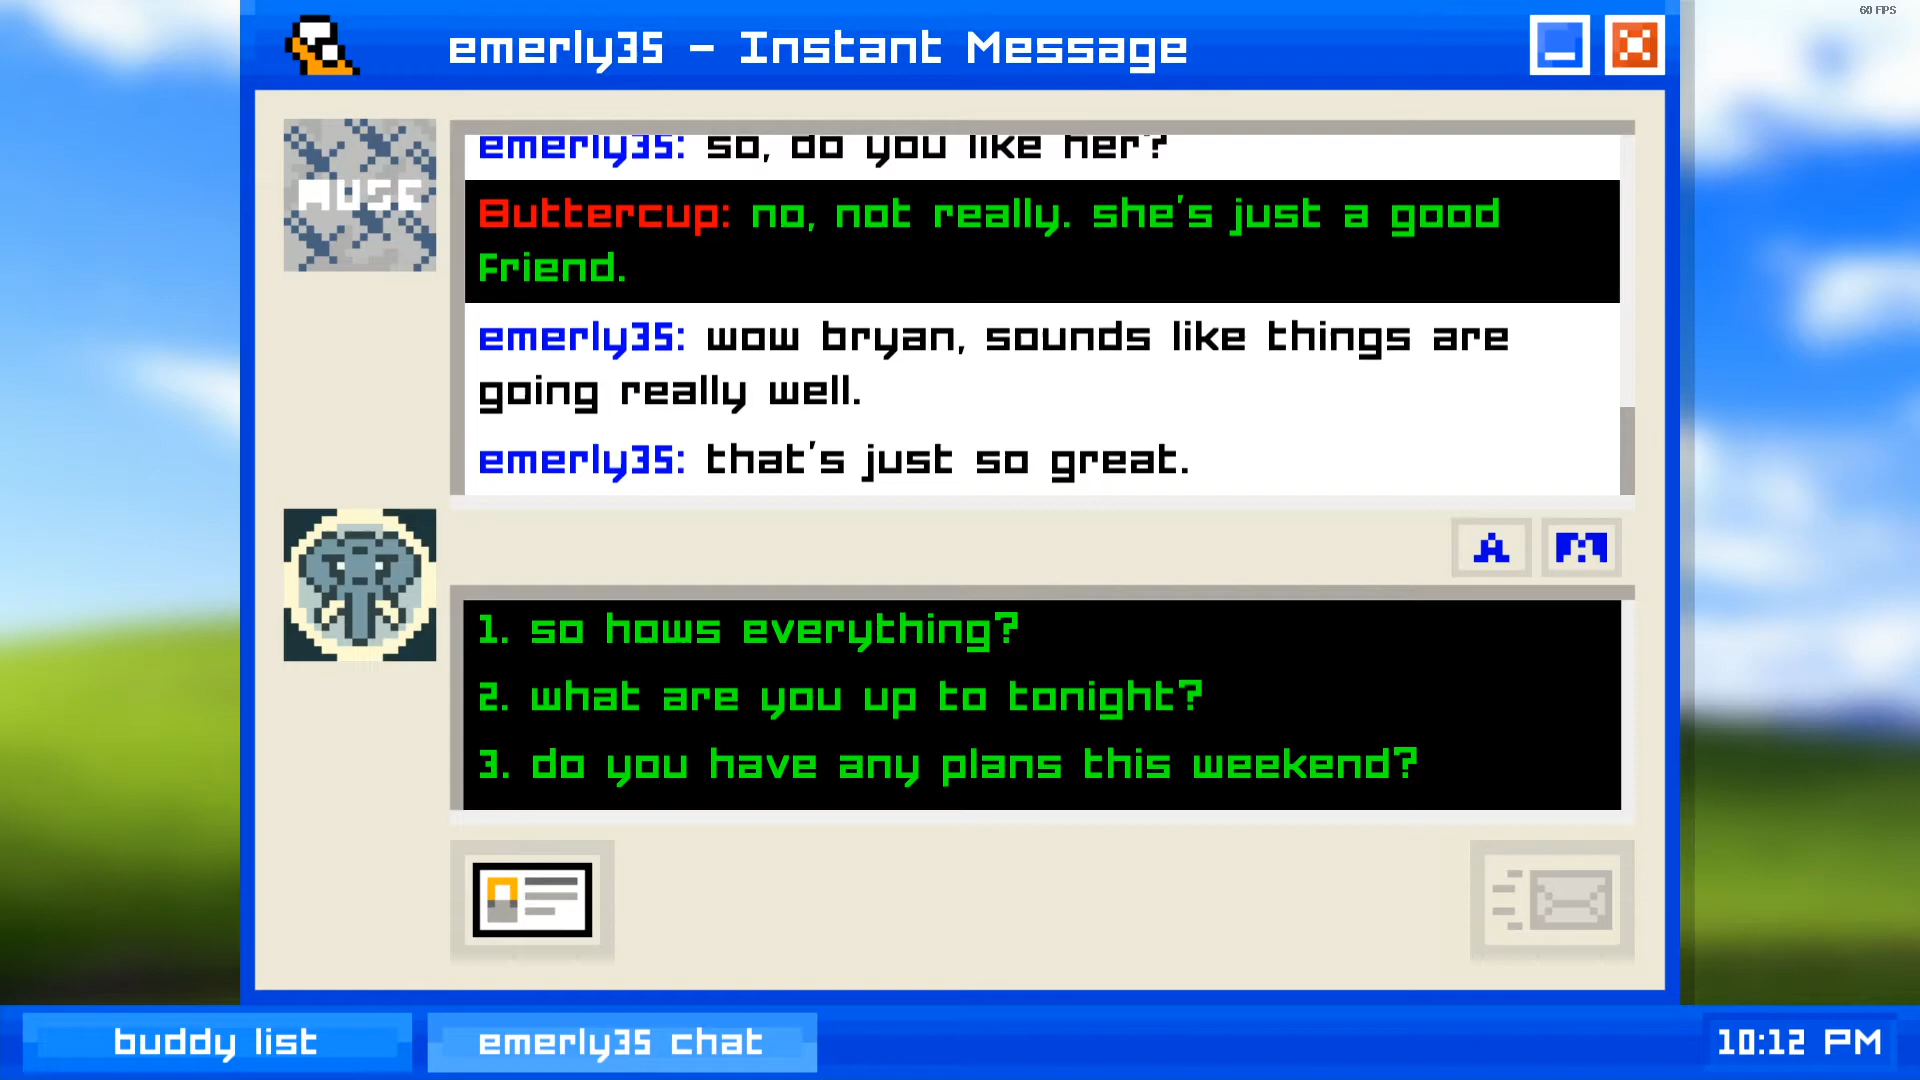 60 FPS
emerly35 - Instant Message
emerly35: so, do you like her?
Buttercup: no, not really. she's just a good
friend.
emerly35: wow bryan, sounds like things are
going really well.
emerly35: that's just so great.
MUSE
A
1. so hows everything?
2. what are you up to tonight?
3. do you have any plans this weekend?
buddy list
emerly35 chat
10:12 PM